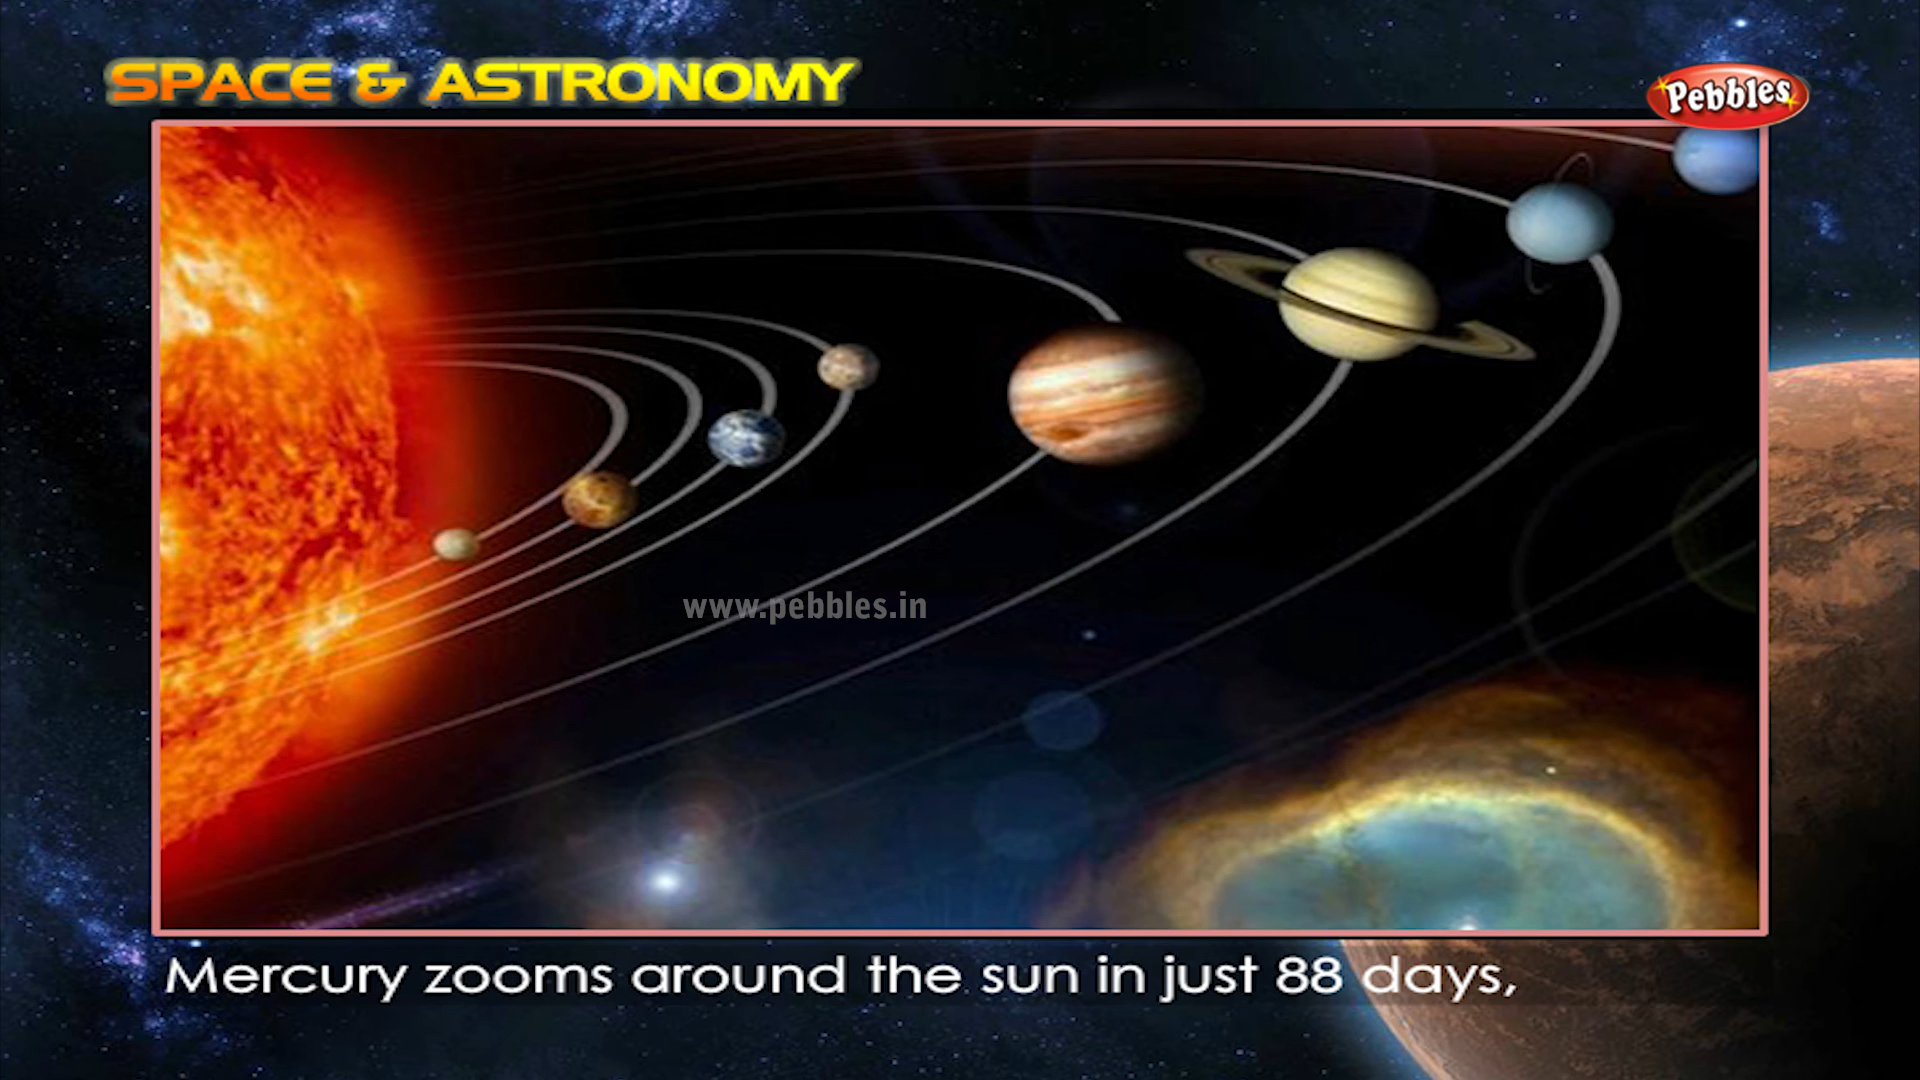 SPACE & ASTRONOMY
Pebbles
www.pebbles.in
Mercury zooms around the sun in just 88 days,